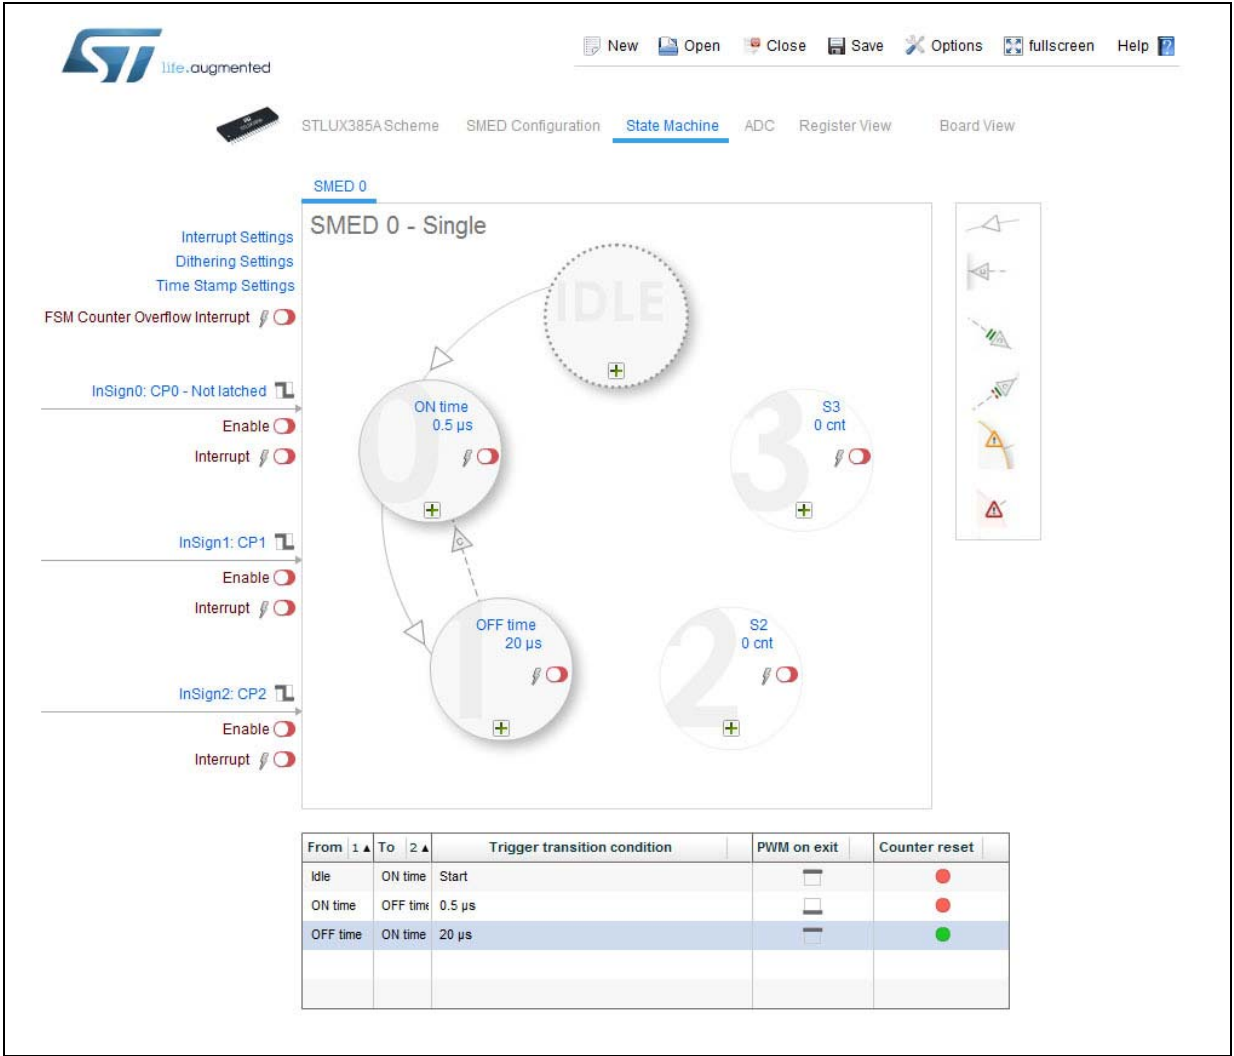 ST life.augmented
New Open Close Save Options fullscreen Help ?
STLUX385A Scheme SMED Configuration State Machine ADC Register View Board View
SMED 0
SMED 0 - Single
Interrupt Settings
Dithering Settings
Time Stamp Settings
FSM Counter Overflow Interrupt
InSign0: CP0 - Not latched
Enable
Interrupt
InSign1: CP1
Enable
Interrupt
InSign2: CP2
Enable
Interrupt
IDLE
0
ON time
0.5 µs
3
S3
0 cnt
C
1
OFF time
20 µs
2
S2
0 cnt
From 1 To 2 Trigger transition condition PWM on exit Counter reset
Idle ON time Start
ON time OFF time 0.5 µs
OFF time ON time 20 µs